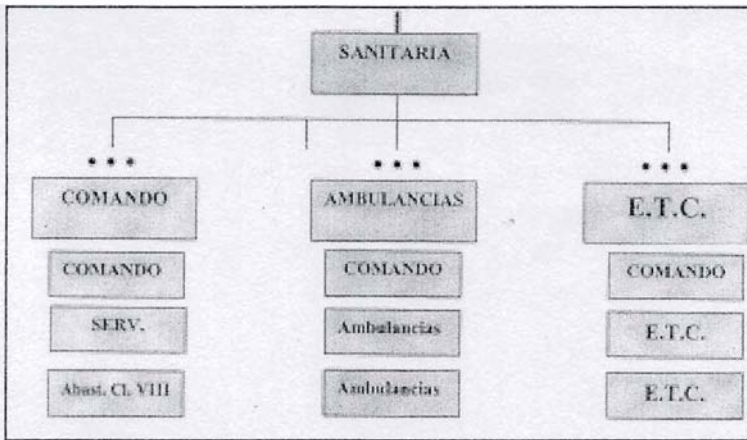 SANITARIA
COMANDO
AMBULANCIAS
E.T.C.
COMANDO
COMANDO
COMANDO
SERV.
Ambulancias
E.T.C.
Abast. Cl. VIII
Ambulancias
E.T.C.